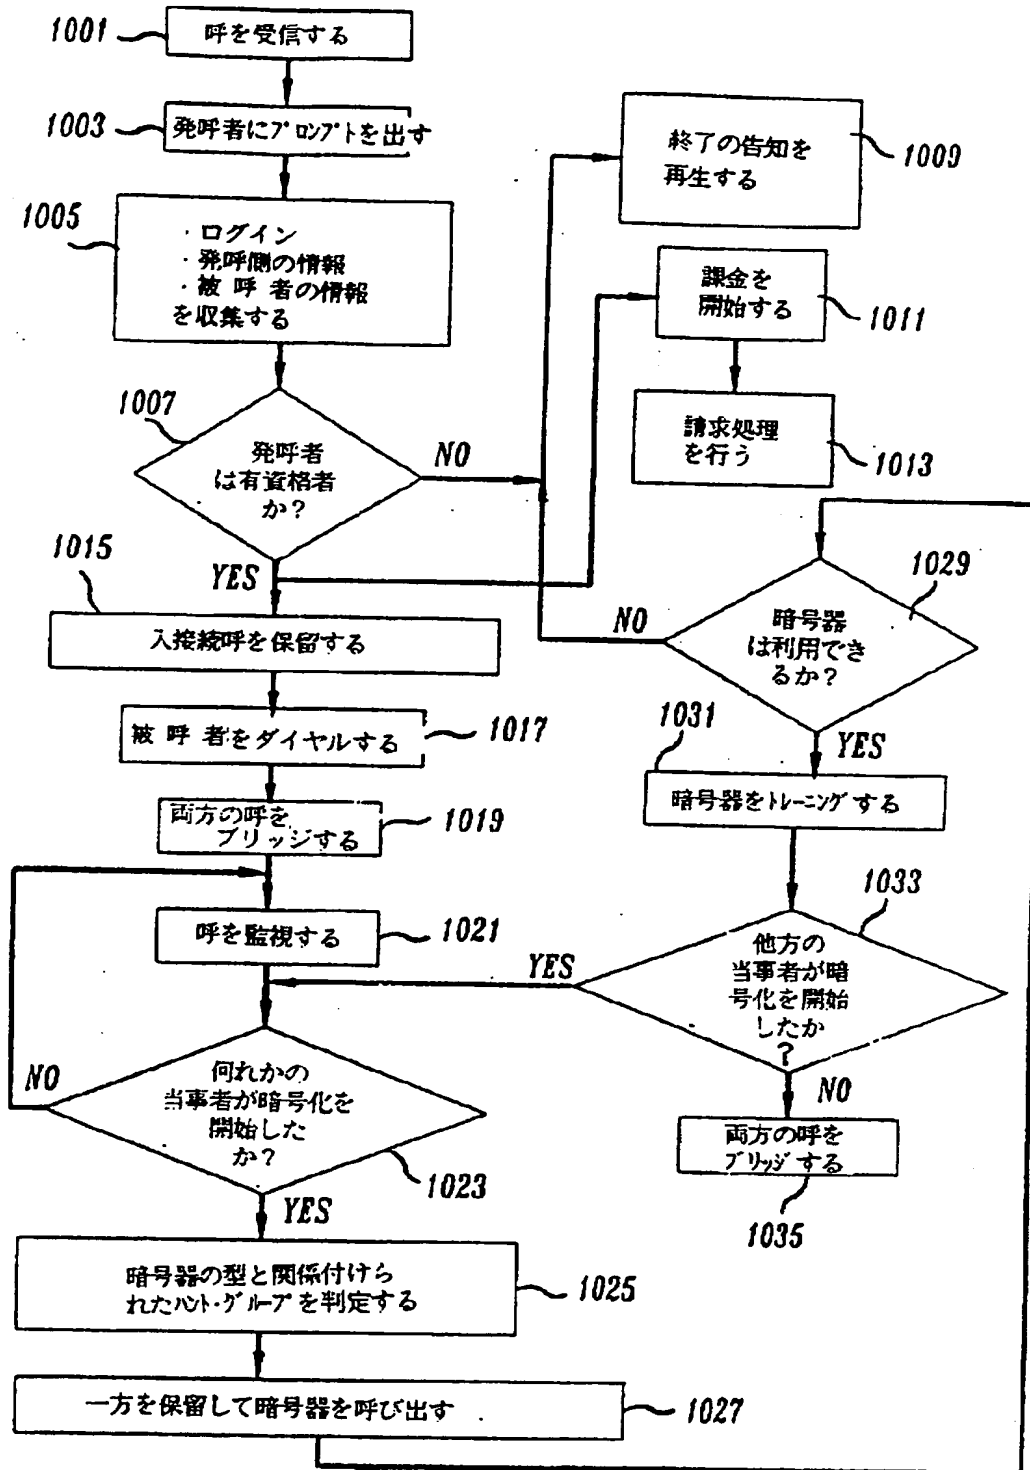 1001
呼を受信する
1003
発呼者にプロンプトを出す
1005
・ログイン
・発呼側の情報
・被 呼 者の情報
を収集する
1007
発呼者
は有資格者
か?
NO
YES
終了の告知を
再生する
1009
課金を
開始する
1011
請求処理
を行う
1013
1015
入接続呼を保留する
被 呼 者をダイヤルする
1017
両方の呼を
ブリッジする
1019
呼を監視する
1021
何れかの
当事者が暗号化を
開始した
か?
1023
NO
YES
暗号器の型と関係付けら
れたハント・グループを判定する
1025
一方を保留して暗号器を呼び出す
1027
1029
暗号器
は利用でき
るか?
NO
YES
1031
暗号器をトレーニングする
1033
他方の
当事者が暗
号化を開始
したか
?
YES
NO
両方の呼を
ブリッジする
1035